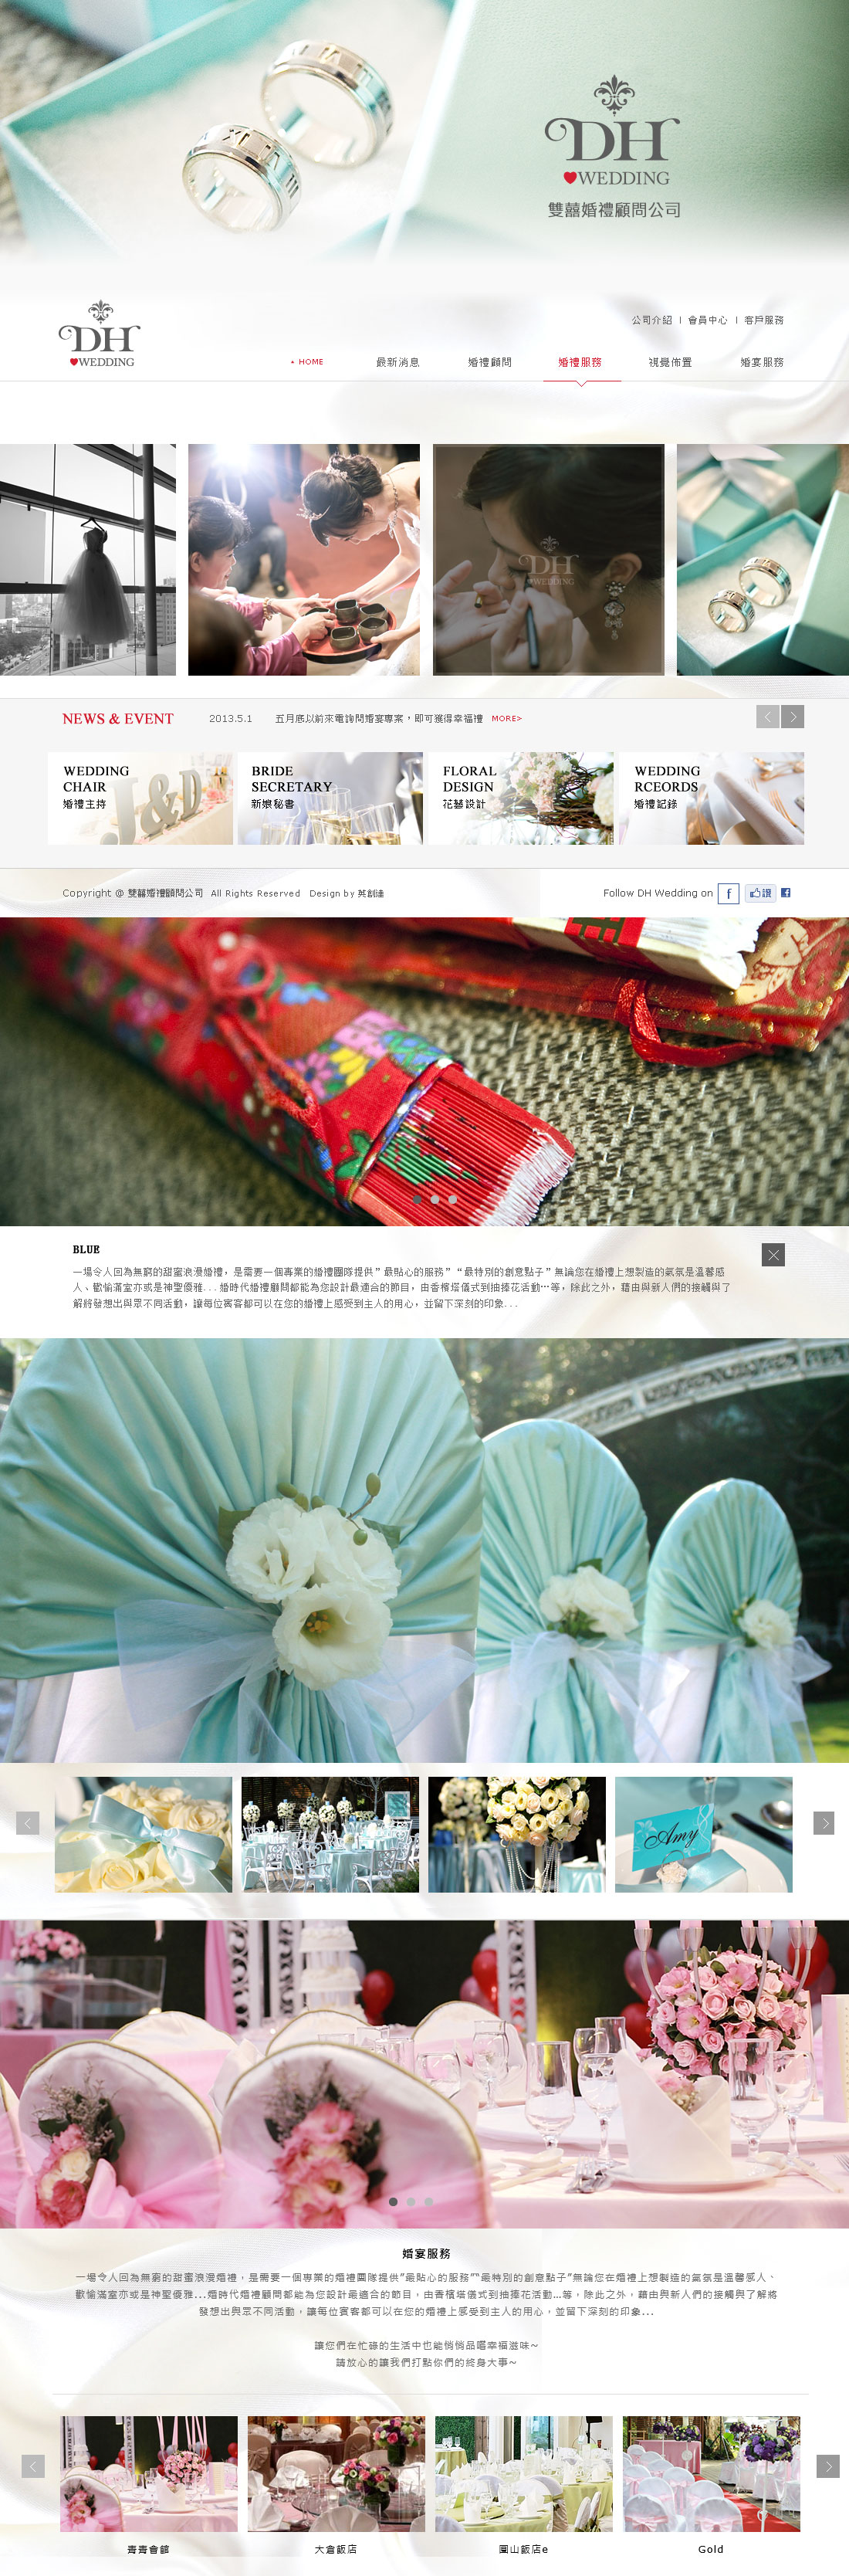 DH
WEDDING
雙囍婚禮顧問公司
DH
WEDDING
公司介紹 | 會員中心 | 客戶服務
+ HOME 最新消息 婚禮顧問 婚禮服務 視覺佈置 婚宴服務
DH
WEDDING
NEWS & EVENT 2013.5.1 五月底以前來電詢問婚宴專案，即可獲得幸福禮 MORE>
WEDDING
CHAIR
婚禮主持
BRIDE
SECRETARY
新娘秘書
FLORAL
DESIGN
花藝設計
WEDDING
RCEORDS
婚禮記錄
J&D
Copyright @ 雙囍婚禮顧問公司 All Rights Reserved Design by 英創達
Follow DH Wedding on f 讚 f
BLUE
一場令人回為無窮的甜蜜浪漫婚禮，是需要一個專業的婚禮團隊提供”最貼心的服務”“最特別的創意點子”無論您在婚禮上想製造的氣氛是溫馨感
人、歡愉滿室亦或是神聖優雅...婚時代婚禮顧問都能為您設計最適合的節目，由香檳塔儀式到抽捧花活動…等，除此之外，藉由與新人們的接觸與了
解將發想出與眾不同活動，讓每位賓客都可以在您的婚禮上感受到主人的用心，並留下深刻的印象...
Amy
婚宴服務
一場令人回為無窮的甜蜜浪漫婚禮，是需要一個專業的婚禮團隊提供”最貼心的服務”“最特別的創意點子”無論您在婚禮上想製造的氣氛是溫馨感人、
歡愉滿室亦或是神聖優雅...婚時代婚禮顧問都能為您設計最適合的節目，由香檳塔儀式到抽捧花活動...等，除此之外，藉由與新人們的接觸與了解將
發想出與眾不同活動，讓每位賓客都可以在您的婚禮上感受到主人的用心，並留下深刻的印象...
讓您們在忙碌的生活中也能悄悄品嚐幸福滋味~
請放心的讓我們打點你們的終身大事~
青青會館 大倉飯店 圓山飯店e Gold